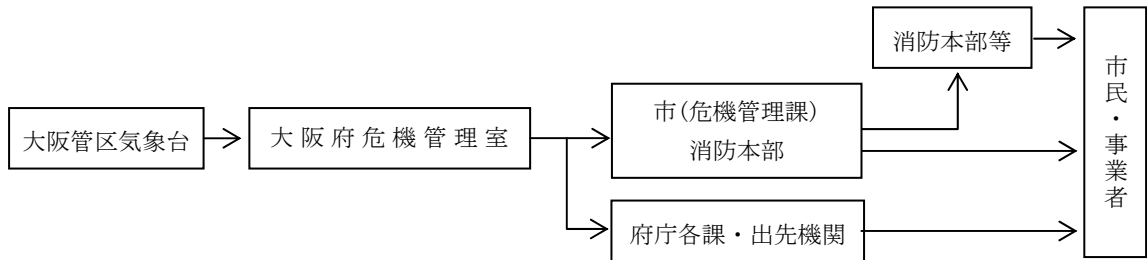 消防本部等
大阪管区気象台
大阪府危機管理室
市(危機管理課)
消防本部
府庁各課・出先機関
市民・事業者